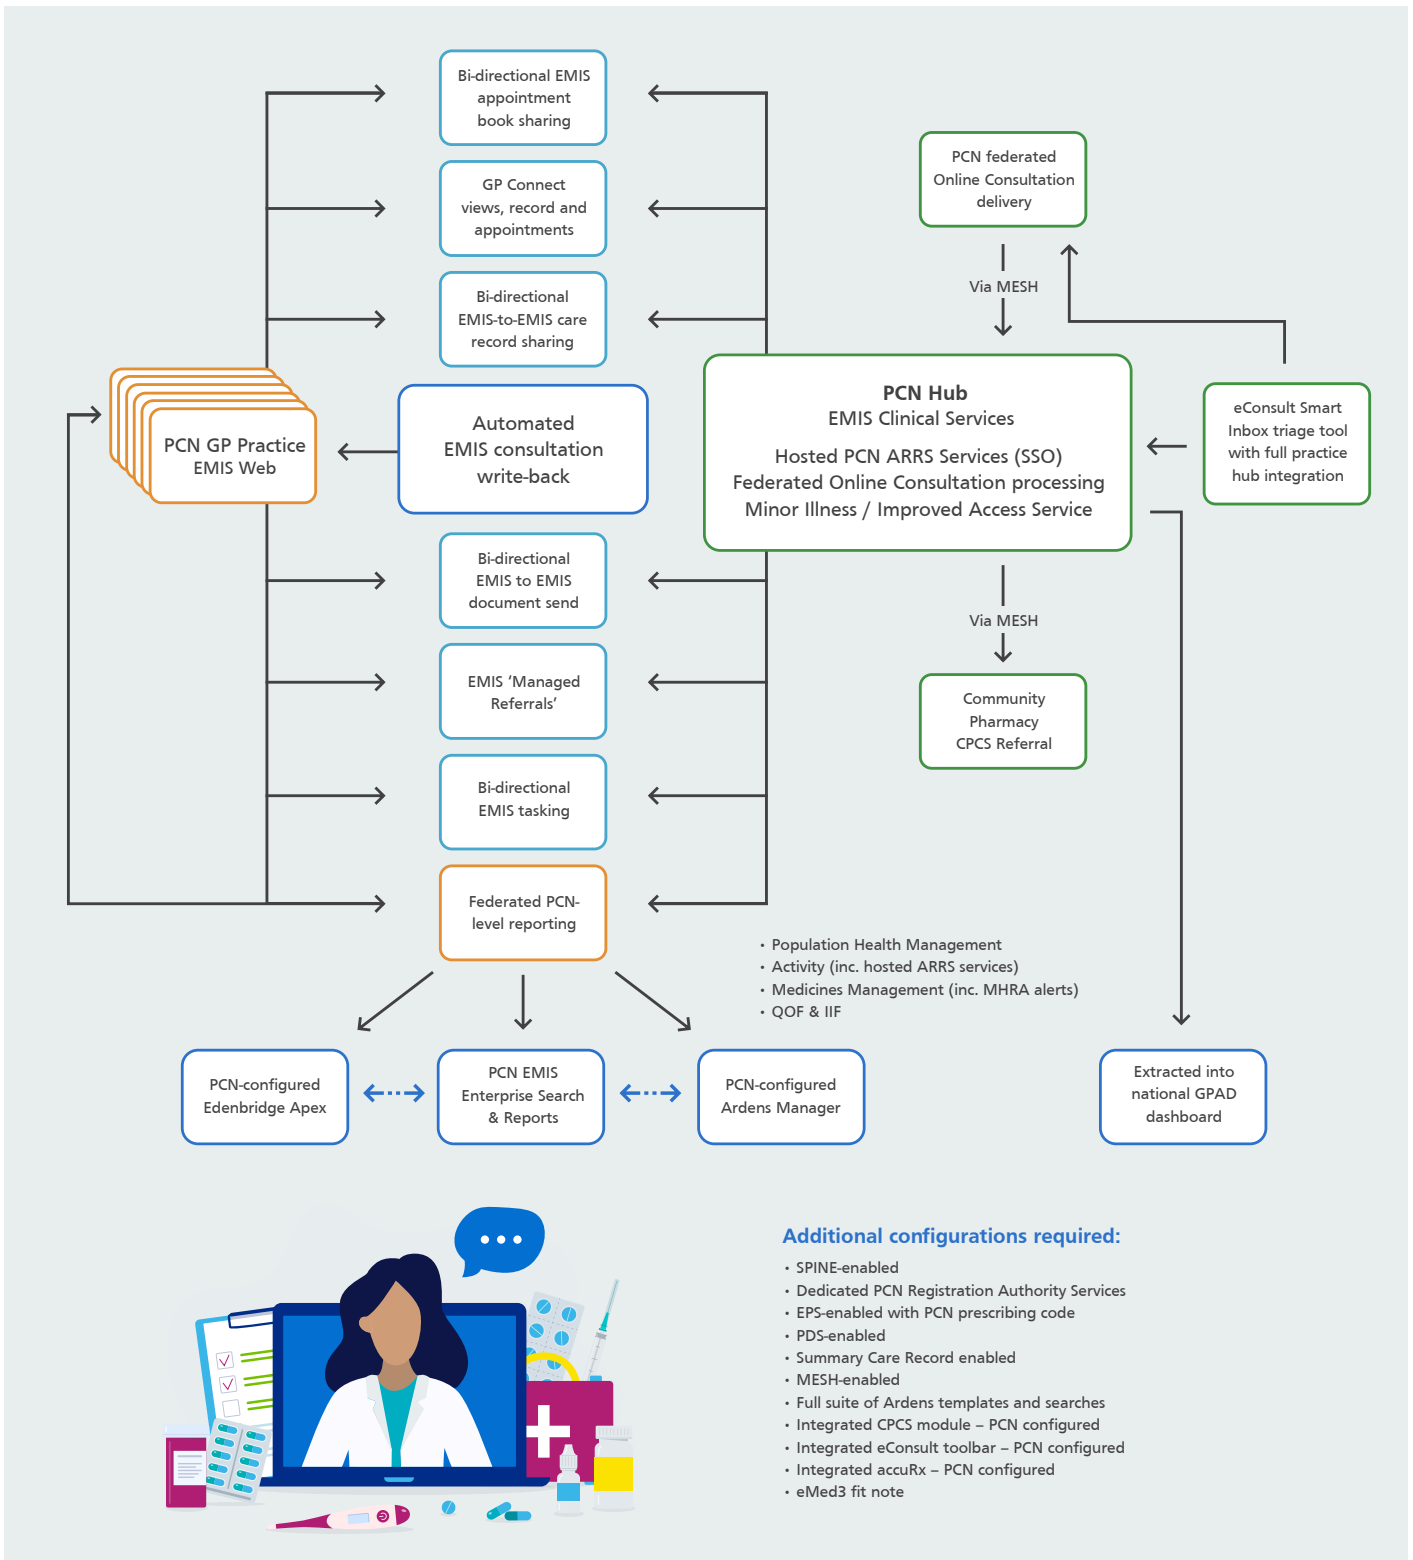 Bi-directional EMIS
appointment
book sharing
GP Connect
views, record and
appointments
Bi-directional
EMIS-to-EMIS care
record sharing
PCN federated
Online Consultation
delivery
Via MESH
PCN GP Practice
EMIS Web
Automated
EMIS consultation
write-back
PCN Hub
EMIS Clinical Services
Hosted PCN ARRS Services (SSO)
Federated Online Consultation processing
Minor Illness / Improved Access Service
eConsult Smart
Inbox triage tool
with full practice
hub integration
Bi-directional
EMIS to EMIS
document send
Via MESH
EMIS ‘Managed
Referrals’
Community
Pharmacy
CPCS Referral
Bi-directional
EMIS tasking
Federated PCN-
level reporting
• Population Health Management
• Activity (inc. hosted ARRS services)
• Medicines Management (inc. MHRA alerts)
• QOF & IIF
PCN-configured
Edenbridge Apex
PCN EMIS
Enterprise Search
& Reports
PCN-configured
Ardens Manager
Extracted into
national GPAD
dashboard
Additional configurations required:
• SPINE-enabled
• Dedicated PCN Registration Authority Services
• EPS-enabled with PCN prescribing code
• PDS-enabled
• Summary Care Record enabled
• MESH-enabled
• Full suite of Ardens templates and searches
• Integrated CPCS module – PCN configured
• Integrated eConsult toolbar – PCN configured
• Integrated accuRx – PCN configured
• eMed3 fit note